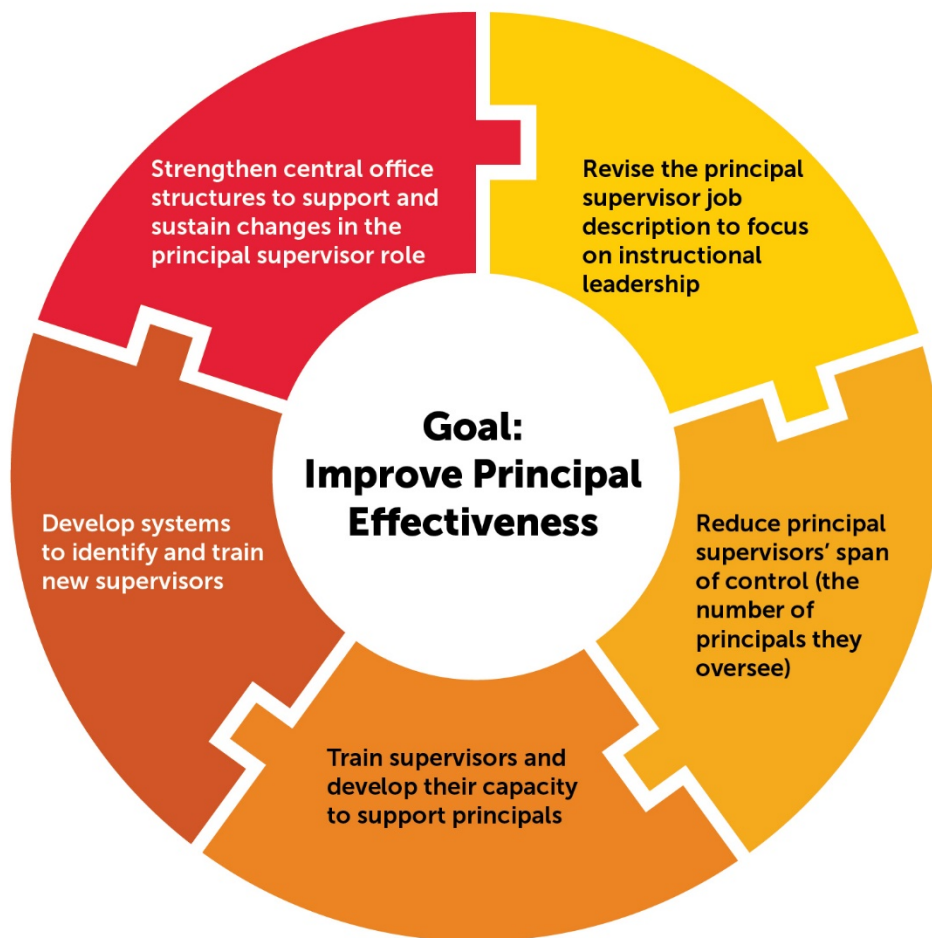 Goal:
Improve Principal
Effectiveness
Revise the principal
supervisor job
description to focus
on instructional
leadership
Reduce principal
supervisors’ span
of control (the
number of
principals they
oversee)
Train supervisors and
develop their capacity
to support principals
Develop systems
to identify and train
new supervisors
Strengthen central office
structures to support and
sustain changes in the
principal supervisor role